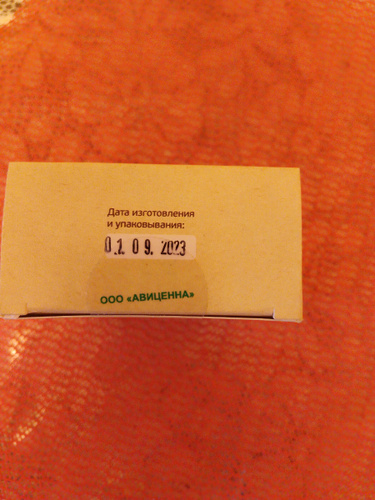 Дата изготовления
и упаковывания:
01.09.2023
ООО «АВИЦЕННА»